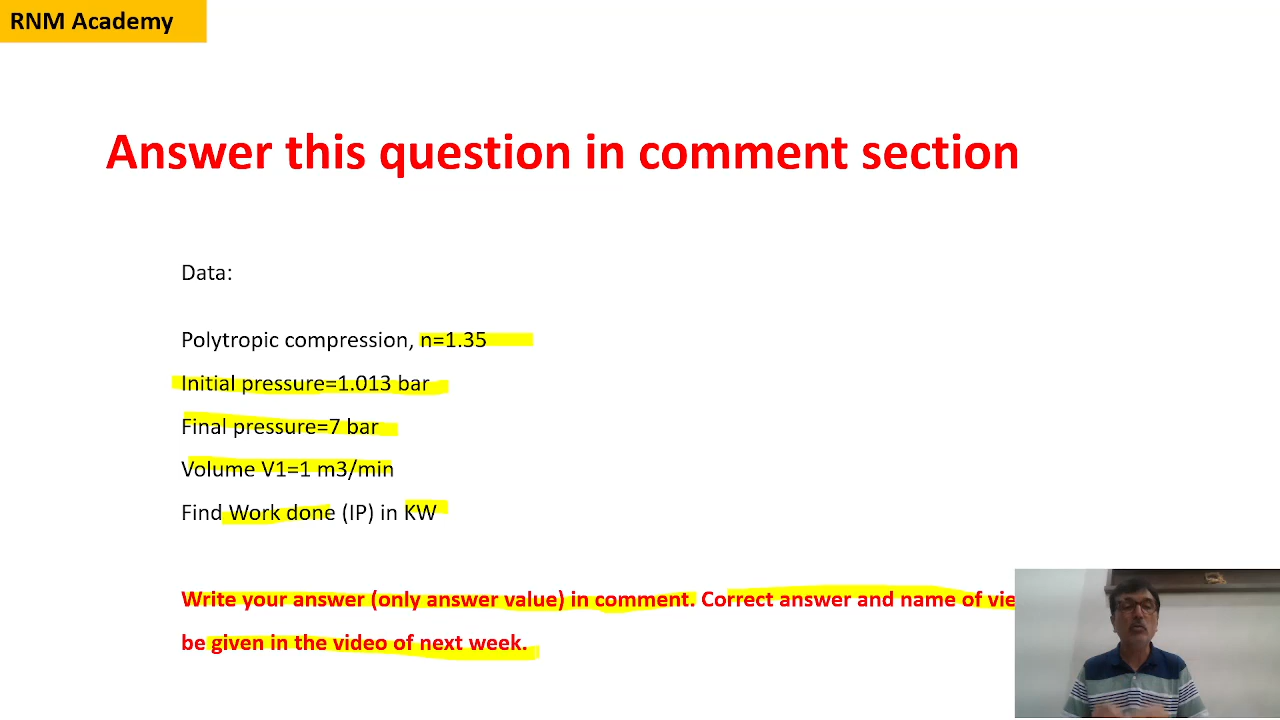 RNM Academy
Answer this question in comment section
Data:
Polytropic compression, n=1.35
Initial pressure=1.013 bar
Final pressure=7 bar
Volume V1=1 m3/min
Find Work done (IP) in KW
Write your answer (only answer value) in comment. Correct answer and name of
be given in the video of next week.